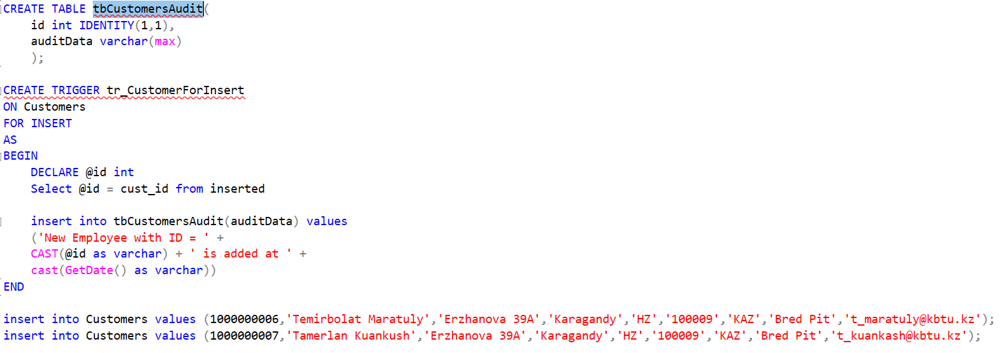 CREATE TABLE tbCustomersAudit(
id int IDENTITY(1,1),
auditData varchar(max)
);
CREATE TRIGGER tr_CustomerForInsert
ON Customers
FOR INSERT
AS
BEGIN
DECLARE @id int
Select @id = cust_id from inserted
insert into tbCustomersAudit(auditData) values
('New Employee with ID = ' +
CAST(@id as varchar) + ' is added at ' +
cast(GetDate() as varchar))
END
insert into Customers values (1000000006,'Temirbolat Maratuly','Erzhanova 39A','Karagandy','HZ','100009','KAZ','Bred Pit','t_maratuly@kbtu.kz');
insert into Customers values (1000000007,'Tamerlan Kuankush','Erzhanova 39A','Karagandy','HZ','100009','KAZ','Bred Pit','t_kuankash@kbtu.kz');